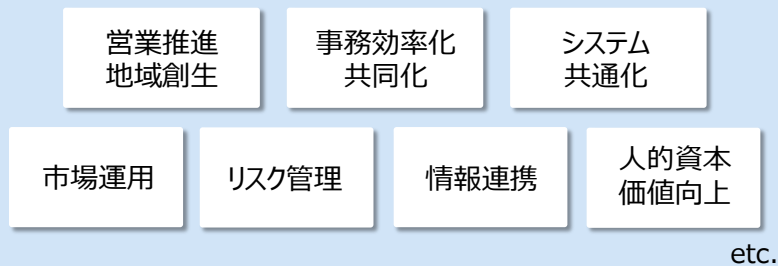 営業推進
地域創生
事務効率化
共同化
システム
共通化
市場運用
リスク管理
情報連携
人的資本
価値向上
etc.